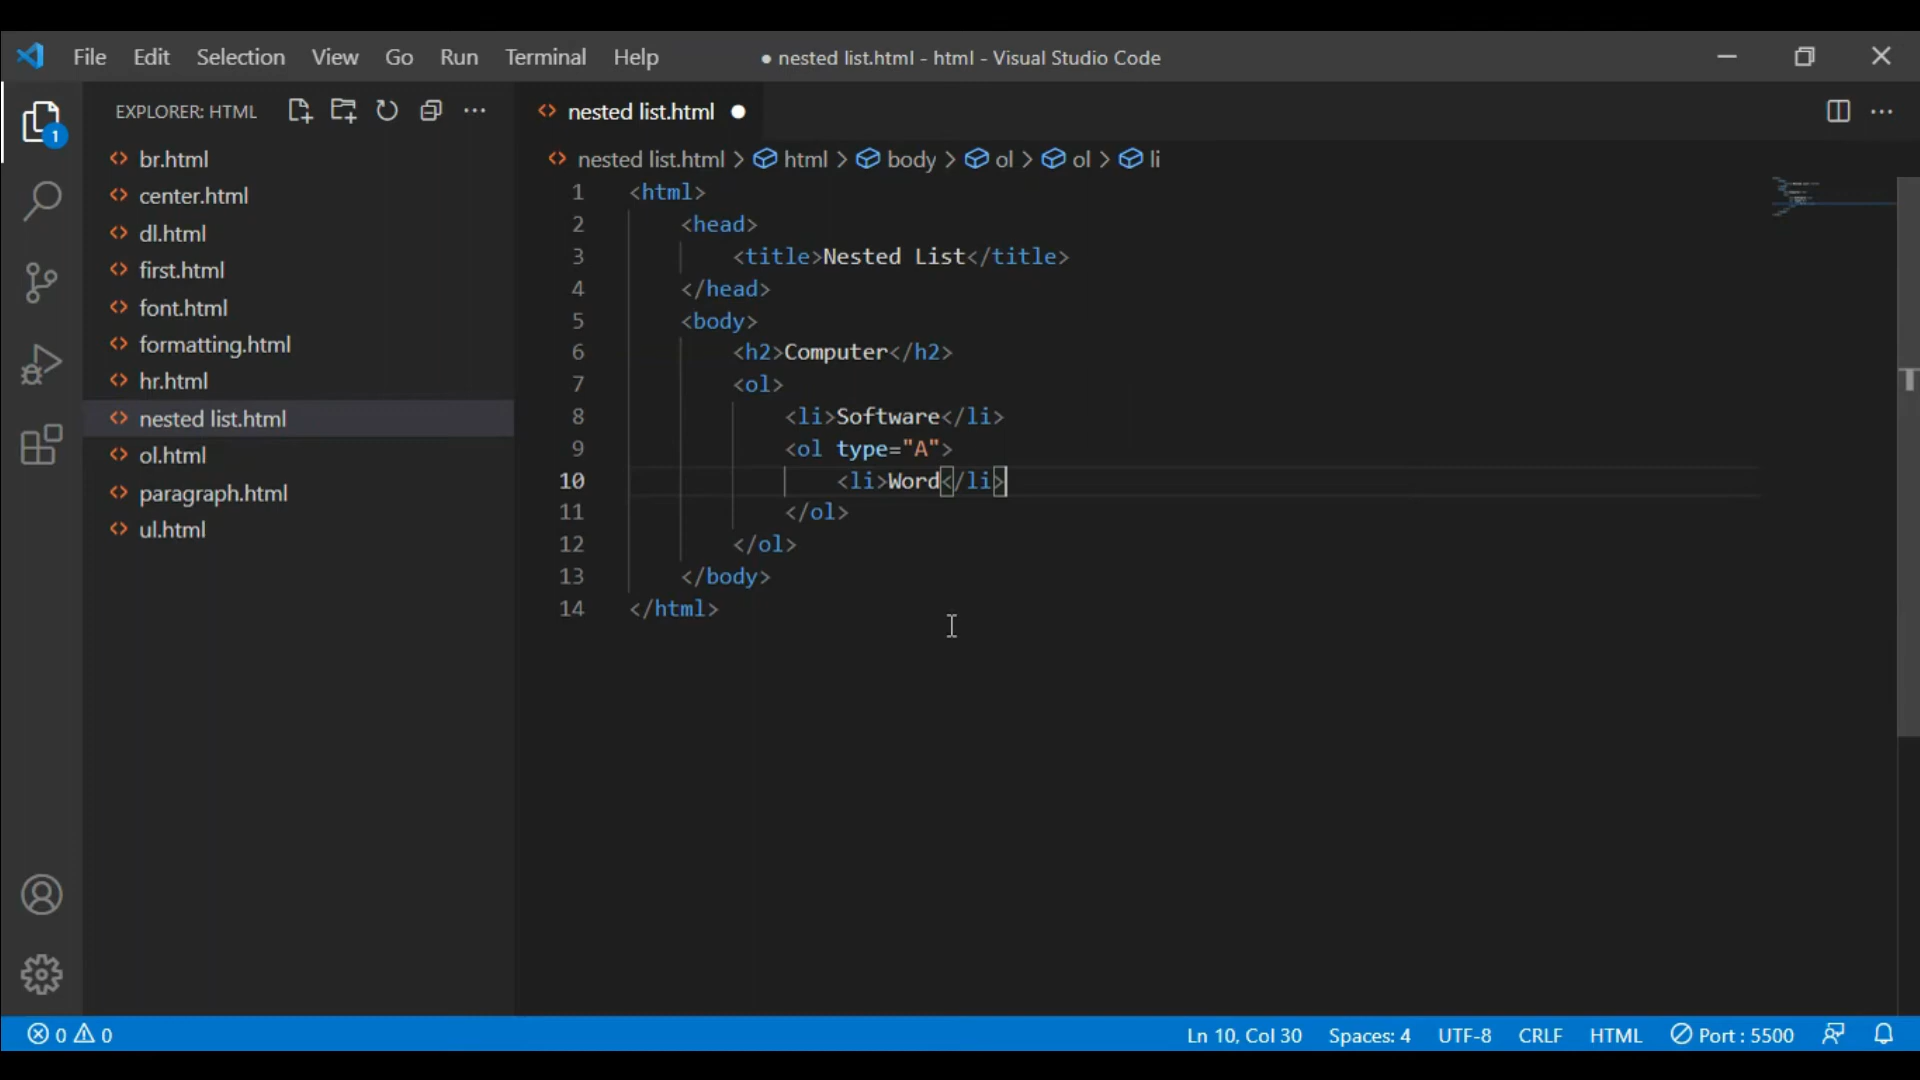 File Edit Selection View Go Run Terminal Help ● nested list.html - html - Visual Studio Code
EXPLORER: HTML
1
br.html
center.html
dl.html
first.html
font.html
formatting.html
hr.html
nested list.html
ol.html
paragraph.html
ul.html
nested list.html ●
nested list.html > html > body > ol > ol > li
1 <html>
2 <head>
3 <title>Nested List</title>
4 </head>
5 <body>
6 <h2>Computer</h2>
7 <ol>
8 <li>Software</li>
9 <ol type="A">
10 <li>Word</li>
11 </ol>
12 </ol>
13 </body>
14 </html>
T
0 0 Ln 10, Col 30 Spaces: 4 UTF-8 CRLF HTML Port : 5500